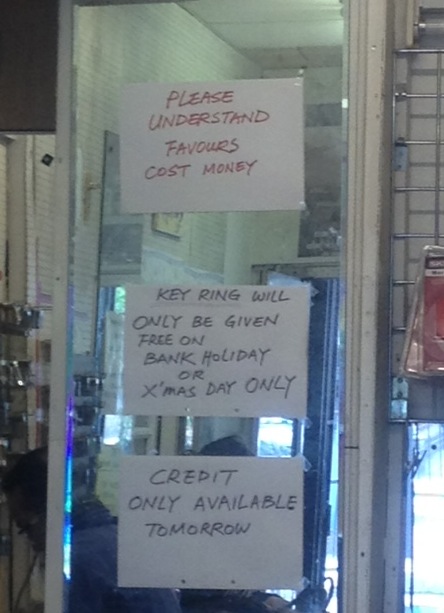 PLEASE
UNDERSTAND
FAVOURS
COST MONEY
KEY RING WILL
ONLY BE GIVEN
FREE ON
BANK HOLIDAY
OR
X'MAS DAY ONLY
CREDIT
ONLY AVAILABLE
TOMORROW